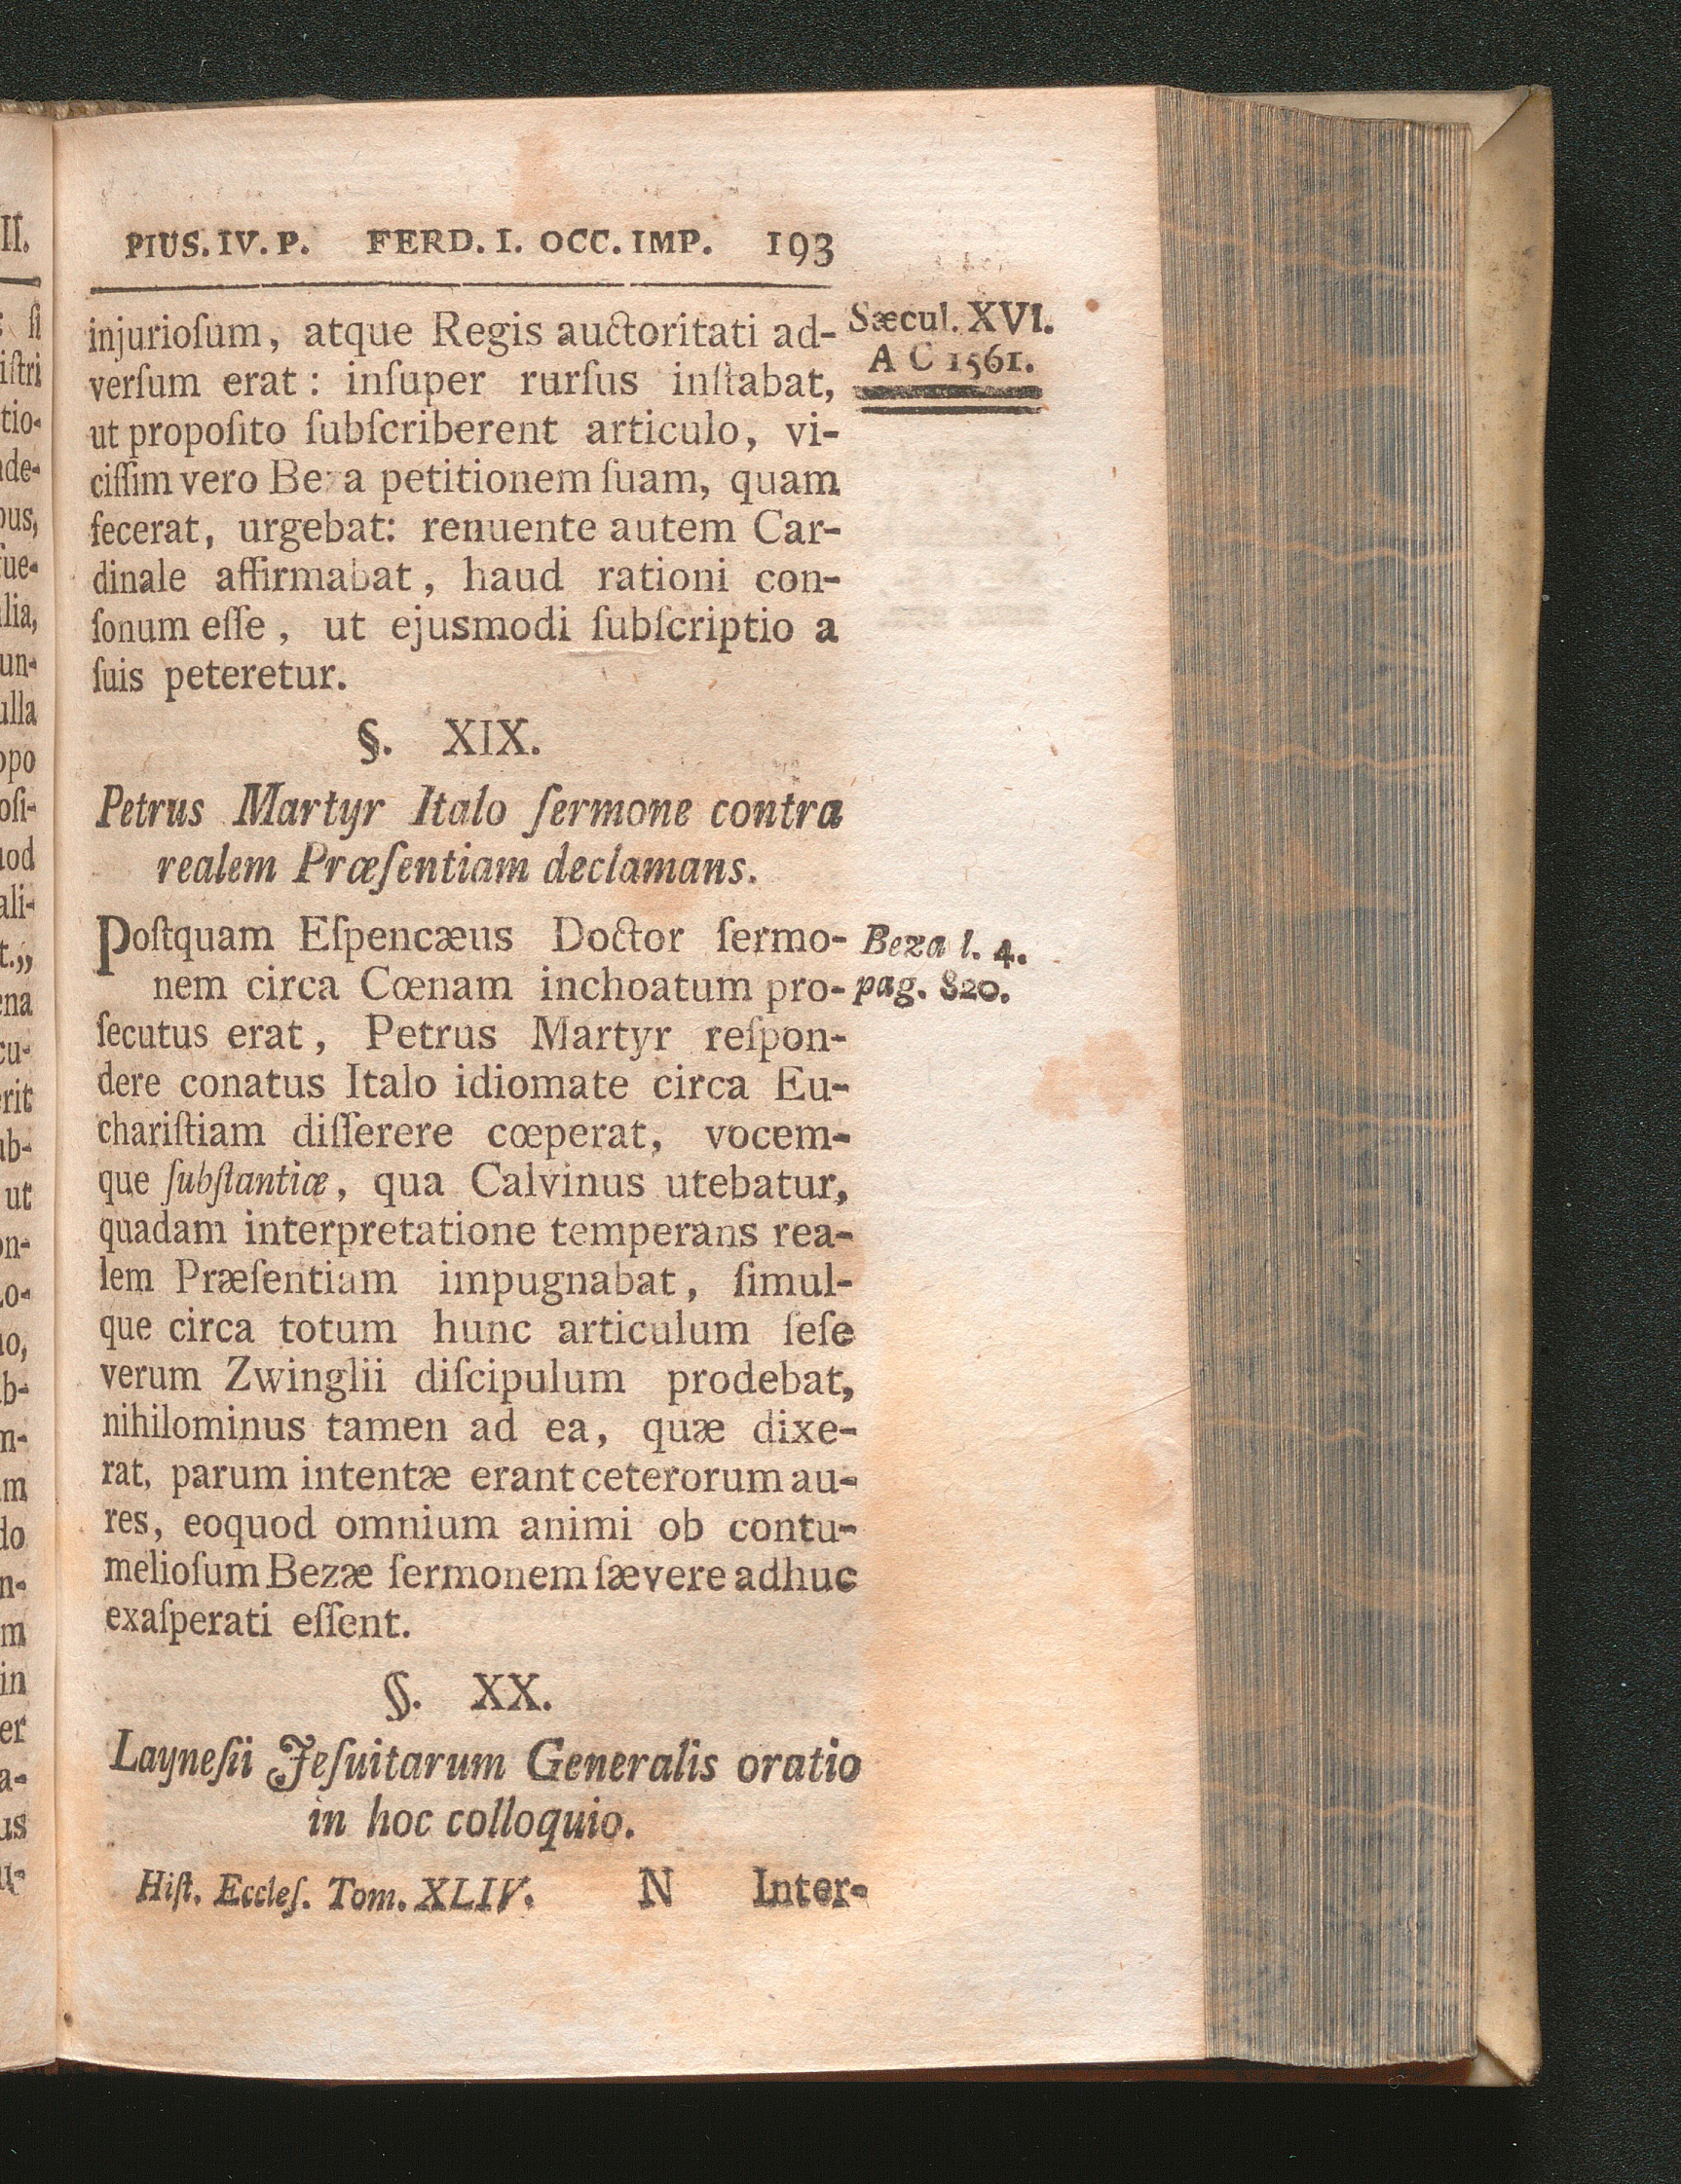 PIUS. IV. P. FERD. I. OCC. IMP. 193
Sæcul. XVI.
A C 1561.
injurioſum, atque Regis auctoritati ad-
verſum erat: inſuper rurſus inſtabat,
ut propoſito ſubſcriberent articulo, vi-
ciſſim vero Beza petitionem ſuam, quam
fecerat, urgebat: renuente autem Car-
dinale affirmabat, haud rationi con-
ſonum eſſe, ut ejusmodi ſubſcriptio a
ſuis peteretur.
§. XIX.
Petrus Martyr Italo ſermone contra
realem Præſentiam declamans.
Poſtquam Eſpencæus Doctor ſermo-
nem circa Cœnam inchoatum pro-
ſecutus erat, Petrus Martyr reſpon-
dere conatus Italo idiomate circa Eu-
chariſtiam diſſerere cœperat, vocem-
que ſubſtantiæ, qua Calvinus utebatur,
quadam interpretatione temperans rea-
lem Præſentiam impugnabat, ſimul-
que circa totum hunc articulum ſeſe
verum Zwinglii diſcipulum prodebat,
nihilominus tamen ad ea, quæ dixe-
rat, parum intentæ erant ceterorum au-
res, eoquod omnium animi ob contu-
melioſum Bezæ ſermonem ſævere adhuc
exaſperati eſſent.
Beza l. 4.
pag. 820.
§. XX.
Layneſii Jeſuitarum Generalis oratio
in hoc colloquio.
Hiſt. Eccleſ. Tom. XLIV. N Inter-